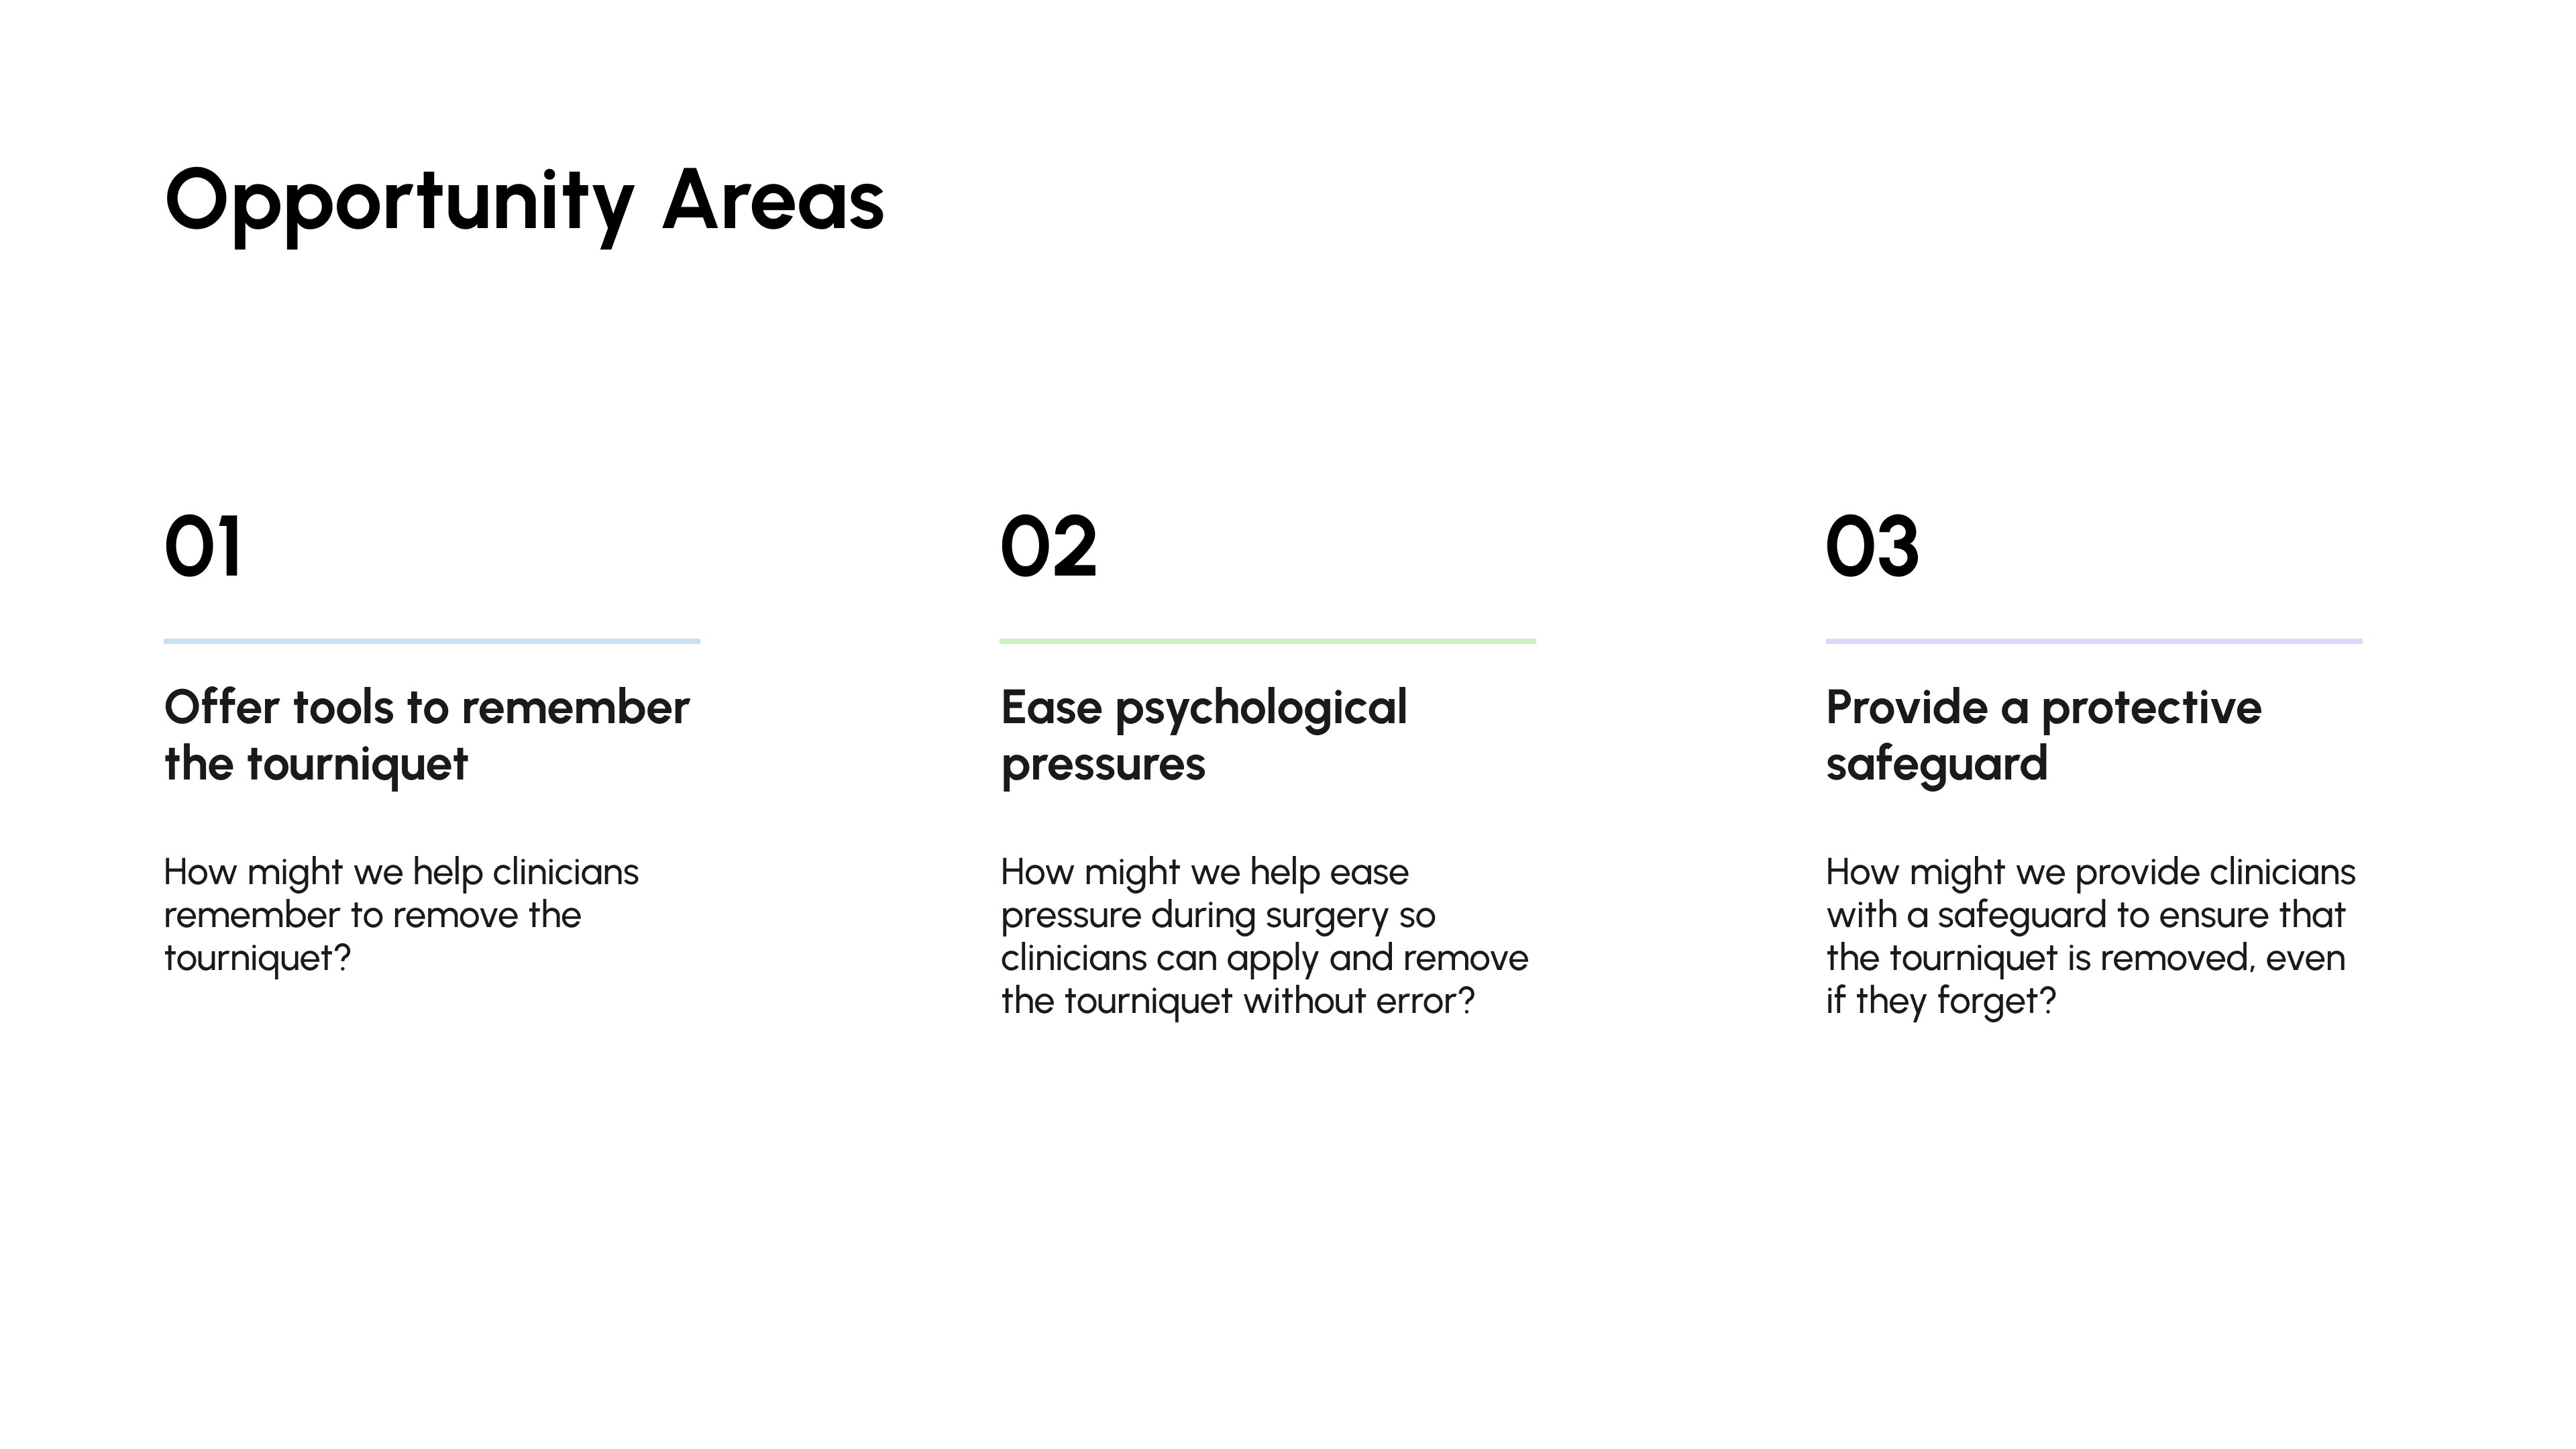 Opportunity Areas
01
Offer tools to remember
the tourniquet
How might we help clinicians
remember to remove the
tourniquet?
02
Ease psychological
pressures
How might we help ease
pressure during surgery so
clinicians can apply and remove
the tourniquet without error?
03
Provide a protective
safeguard
How might we provide clinicians
with a safeguard to ensure that
the tourniquet is removed, even
if they forget?